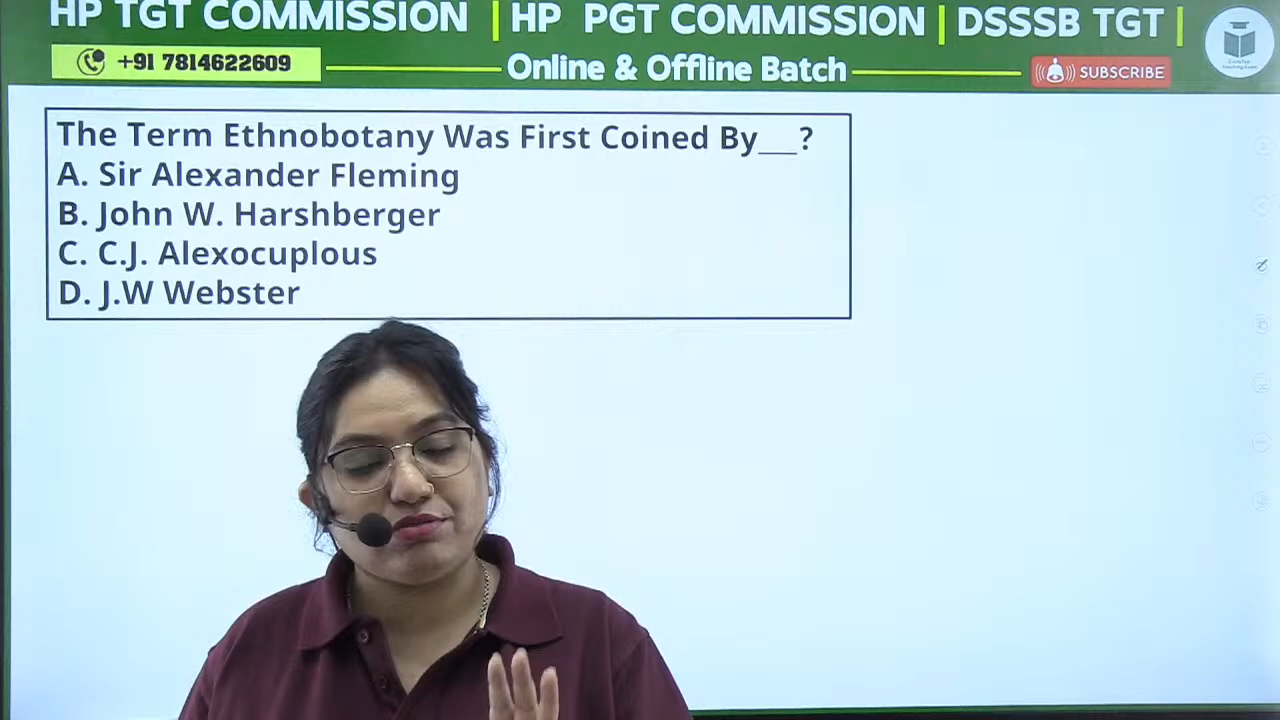 HP TGT COMMISSION | HP PGT COMMISSION | DSSSB TGT |
+91 7814622609
Online & Offline Batch
SUBSCRIBE
The Term Ethnobotany Was First Coined By___?
A. Sir Alexander Fleming
B. John W. Harshberger
C. C.J. Alexocuplous
D. J.W Webster